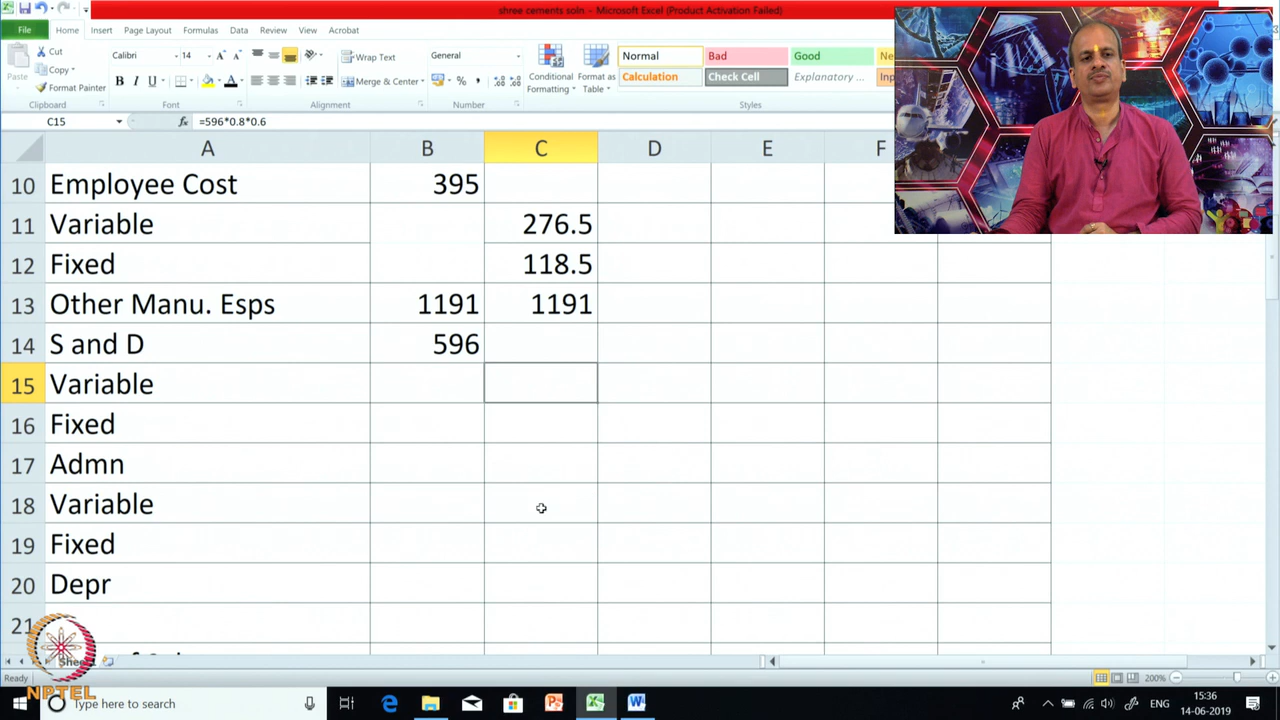 shree cements soln - Microsoft Excel (Product Activation Failed)
File Home Insert Page Layout Formulas Data Review View Acrobat
Paste
Cut
Copy
Format Painter
Clipboard
Calibri 14
B I U
Font
Wrap Text
Merge & Center
Alignment
General
Number
Conditional Formatting
Format as Table
Normal Bad Good
Calculation Check Cell Explanatory ...
Styles
C15 fx =596*0.8*0.6
A B C D E F
10 Employee Cost 395
11 Variable 276.5
12 Fixed 118.5
13 Other Manu. Esps 1191 1191
14 S and D 596
15 Variable
16 Fixed
17 Admn
18 Variable
19 Fixed
20 Depr
21
Ready 200%
NPTEL
Type here to search
ENG
15:36
14-06-2019